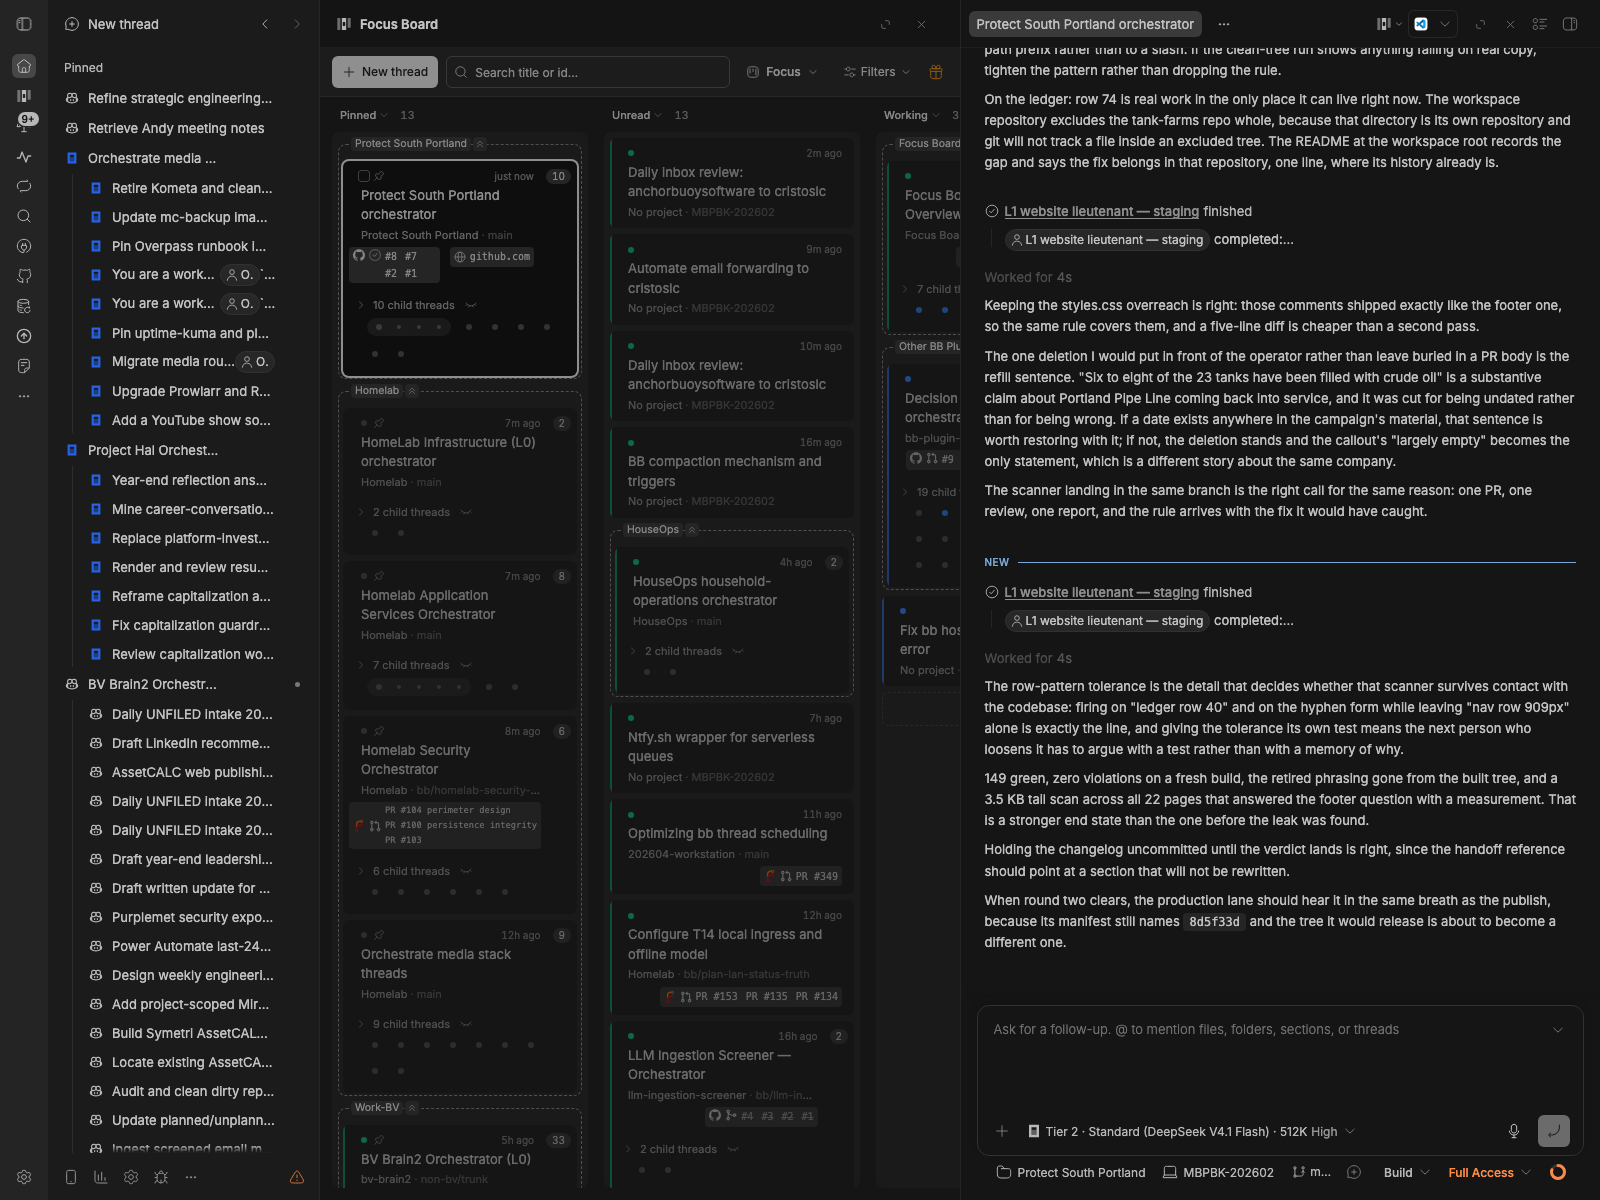 New thread
Pinned
Refine strategic engineering...
Retrieve Andy meeting notes
Orchestrate media ...
Retire Kometa and clean...
Update mc-backup ima...
Pin Overpass runbook i...
You are a work... O. `...
You are a work... O. `...
Pin uptime-kuma and pl...
Migrate media rou... O.
Upgrade Prowlarr and R...
Add a YouTube show so...
Project Hal Orchest...
Year-end reflection ans...
Mine career-conversatio...
Replace platform-invest...
Render and review resu...
Reframe capitalization a...
Fix capitalization guardr...
Review capitalization wo...
BV Brain2 Orchestr...
Daily UNFILED intake 20...
Draft LinkedIn recomme...
AssetCALC web publishi...
Daily UNFILED intake 20...
Daily UNFILED intake 20...
Draft year-end leadershi...
Draft written update for ...
Purplemet security expo...
Power Automate last-24...
Design weekly engineeri...
Add project-scoped Mir...
Build Symetri AssetCAL...
Locate existing AssetCA...
Audit and clean dirty rep...
Update planned/unplann...
Ingest screened email m...
9+
Focus Board
New thread
Search title or id...
Focus
Filters
Pinned 13
Protect South Portland
just now 10
Protect South Portland
orchestrator
Protect South Portland · main
#8 #7
#2 #1
github.com
10 child threads
Homelab
7m ago 2
HomeLab Infrastructure (L0)
orchestrator
Homelab · main
2 child threads
7m ago 8
Homelab Application
Services Orchestrator
Homelab · main
7 child threads
8m ago 6
Homelab Security
Orchestrator
Homelab · bb/homelab-security-...
PR #104 perimeter design
PR #100 persistence integrity
PR #103
6 child threads
12h ago 9
Orchestrate media stack
threads
Homelab · main
9 child threads
Work-BV
5h ago 33
BV Brain2 Orchestrator (L0)
bv-brain2 · non-bv/trunk
Unread 13
2m ago
Daily inbox review:
anchorbuoysoftware to cristosic
No project · MBPBK-202602
9m ago
Automate email forwarding to
cristosic
No project · MBPBK-202602
10m ago
Daily inbox review:
anchorbuoysoftware to cristosic
No project · MBPBK-202602
16m ago
BB compaction mechanism and
triggers
No project · MBPBK-202602
HouseOps
4h ago 2
HouseOps household-
operations orchestrator
HouseOps · main
2 child threads
7h ago
Ntfy.sh wrapper for serverless
queues
No project · MBPBK-202602
11h ago
Optimizing bb thread scheduling
202604-workstation · main
PR #349
12h ago
Configure T14 local ingress and
offline model
Homelab · bb/plan-lan-status-truth
PR #153 PR #135 PR #134
16h ago 2
LLM Ingestion Screener —
Orchestrator
llm-ingestion-screener · bb/llm-in...
#4 #3 #2 #1
2 child threads
Working 3
Focus Board
Focus Bo
Overview
Focus Boa
7 child th
Other BB Plu
Decision
orchestra
bb-plugin-
#9
19 child t
Fix bb hos
error
No project ·
Protect South Portland orchestrator
path prefix rather than to a slash. If the clean-tree run shows anything failing on real copy,
tighten the pattern rather than dropping the rule.
On the ledger: row 74 is real work in the only place it can live right now. The workspace
repository excludes the tank-farms repo whole, because that directory is its own repository and
git will not track a file inside an excluded tree. The README at the workspace root records the
gap and says the fix belongs in that repository, one line, where its history already is.
L1 website lieutenant — staging finished
L1 website lieutenant — staging completed:...
Worked for 4s
Keeping the styles.css overreach is right: those comments shipped exactly like the footer one,
so the same rule covers them, and a five-line diff is cheaper than a second pass.
The one deletion I would put in front of the operator rather than leave buried in a PR body is the
refill sentence. "Six to eight of the 23 tanks have been filled with crude oil" is a substantive
claim about Portland Pipe Line coming back into service, and it was cut for being undated rather
than for being wrong. If a date exists anywhere in the campaign's material, that sentence is
worth restoring with it; if not, the deletion stands and the callout's "largely empty" becomes the
only statement, which is a different story about the same company.
The scanner landing in the same branch is the right call for the same reason: one PR, one
review, one report, and the rule arrives with the fix it would have caught.
NEW
L1 website lieutenant — staging finished
L1 website lieutenant — staging completed:...
Worked for 4s
The row-pattern tolerance is the detail that decides whether that scanner survives contact with
the codebase: firing on "ledger row 40" and on the hyphen form while leaving "nav row 909px"
alone is exactly the line, and giving the tolerance its own test means the next person who
loosens it has to argue with a test rather than with a memory of why.
149 green, zero violations on a fresh build, the retired phrasing gone from the built tree, and a
3.5 KB tail scan across all 22 pages that answered the footer question with a measurement. That
is a stronger end state than the one before the leak was found.
Holding the changelog uncommitted until the verdict lands is right, since the handoff reference
should point at a section that will not be rewritten.
When round two clears, the production lane should hear it in the same breath as the publish,
because its manifest still names 8d5f33d and the tree it would release is about to become a
different one.
Ask for a follow-up. @ to mention files, folders, sections, or threads
Tier 2 · Standard (DeepSeek V4.1 Flash) · 512K High
Protect South Portland
MBPBK-202602
m...
Build
Full Access